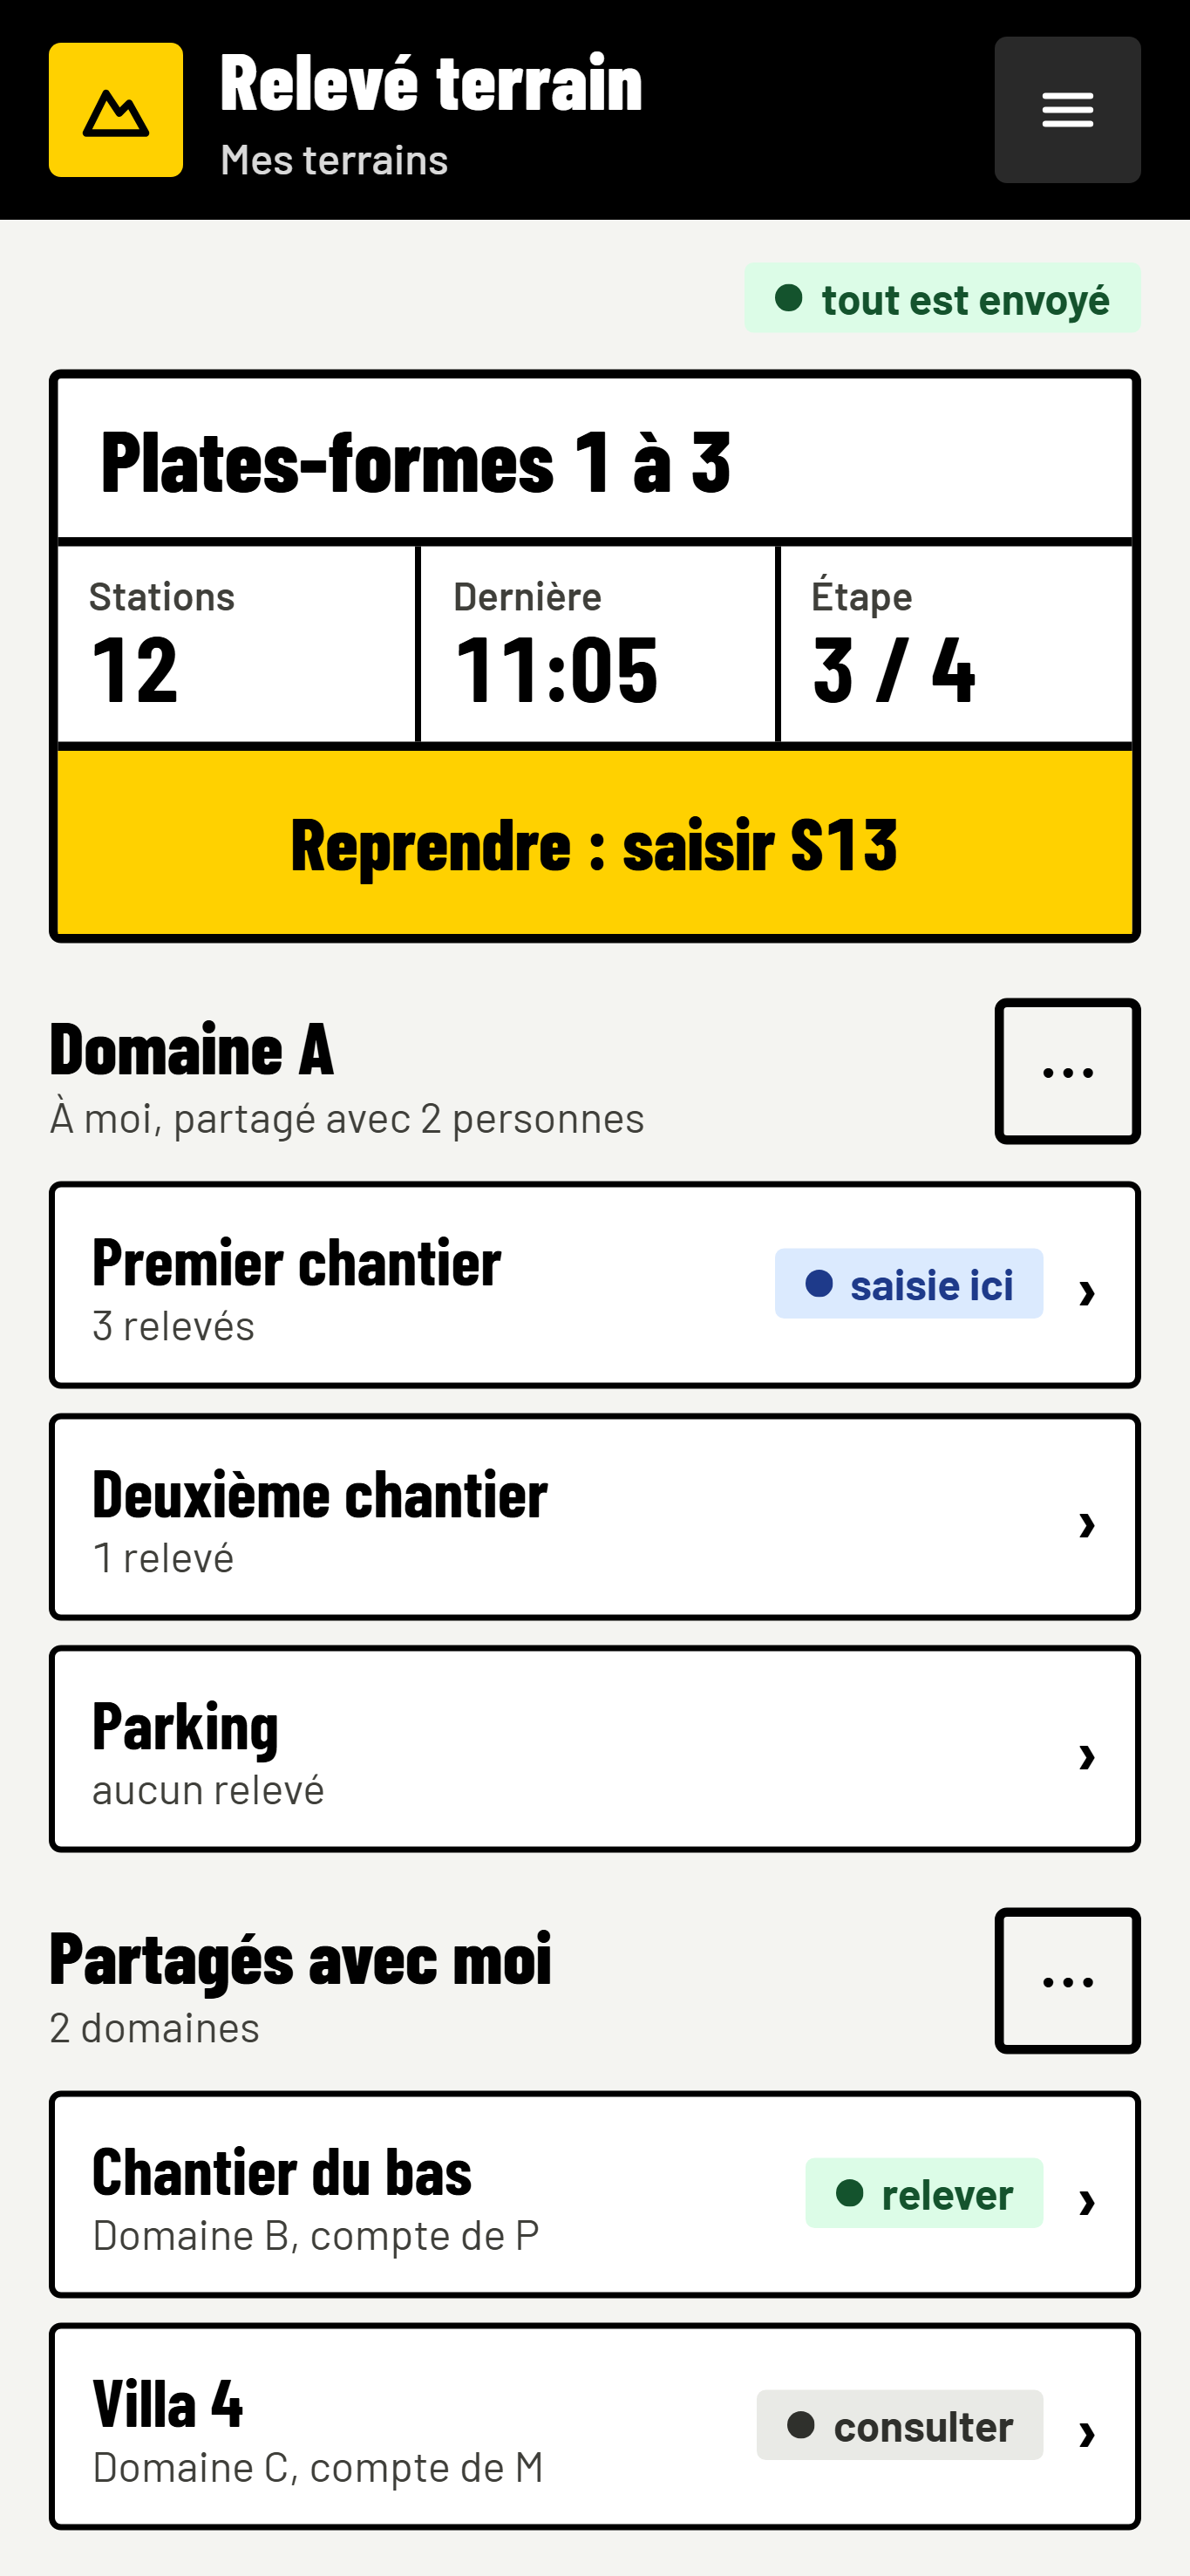 Relevé terrain
Mes terrains
tout est envoyé
Plates-formes 1 à 3
Stations
12
Dernière
11:05
Étape
3 / 4
Reprendre : saisir S13
Domaine A
À moi, partagé avec 2 personnes
...
Premier chantier
3 relevés
saisie ici
›
Deuxième chantier
1 relevé
›
Parking
aucun relevé
›
Partagés avec moi
2 domaines
...
Chantier du bas
Domaine B, compte de P
relever
›
Villa 4
Domaine C, compte de M
consulter
›